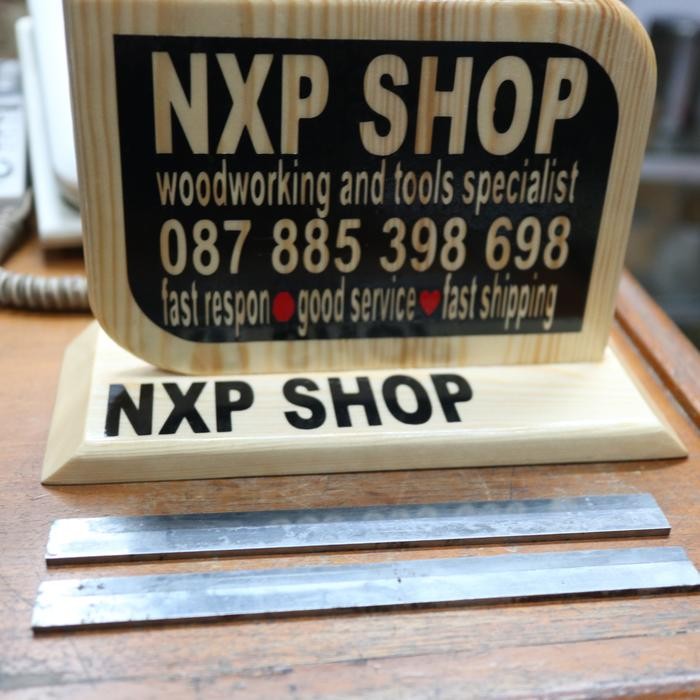 NXP SHOP
woodworking and tools specialist
087 885 398 698
fast respon good service fast shipping
NXP SHOP